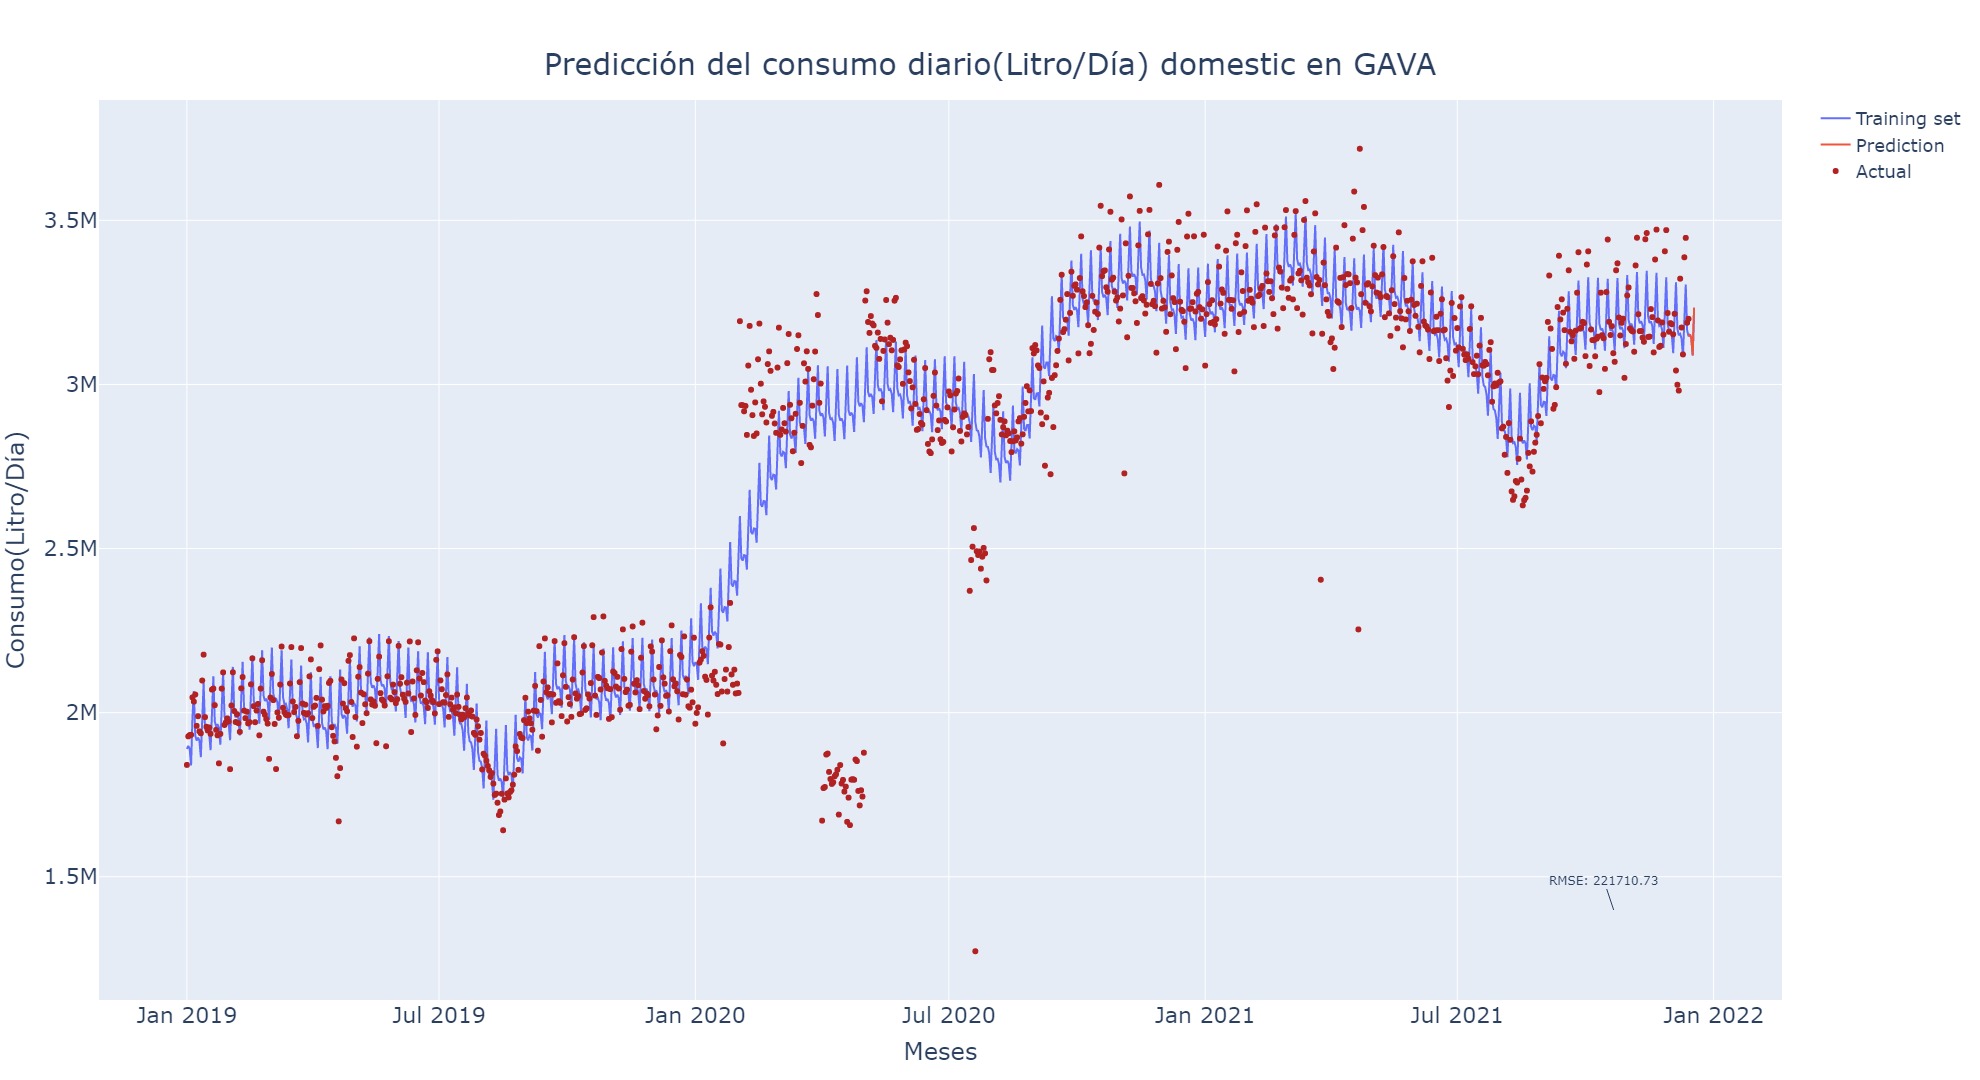 Predicción del consumo diario(Litro/Día) domestic en GAVA
Training set
Prediction
Actual
Consumo(Litro/Día)
3.5M
3M
2.5M
2M
1.5M
RMSE: 221710.73
Jan 2019
Jul 2019
Jan 2020
Jul 2020
Jan 2021
Jul 2021
Jan 2022
Meses